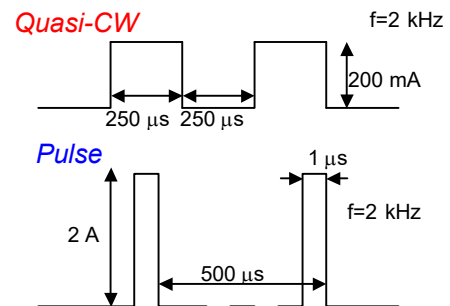 Quasi-CW
f=2 kHz
200 mA
250 μs 250 μs
Pulse
1 μs
f=2 kHz
2 A
500 μs